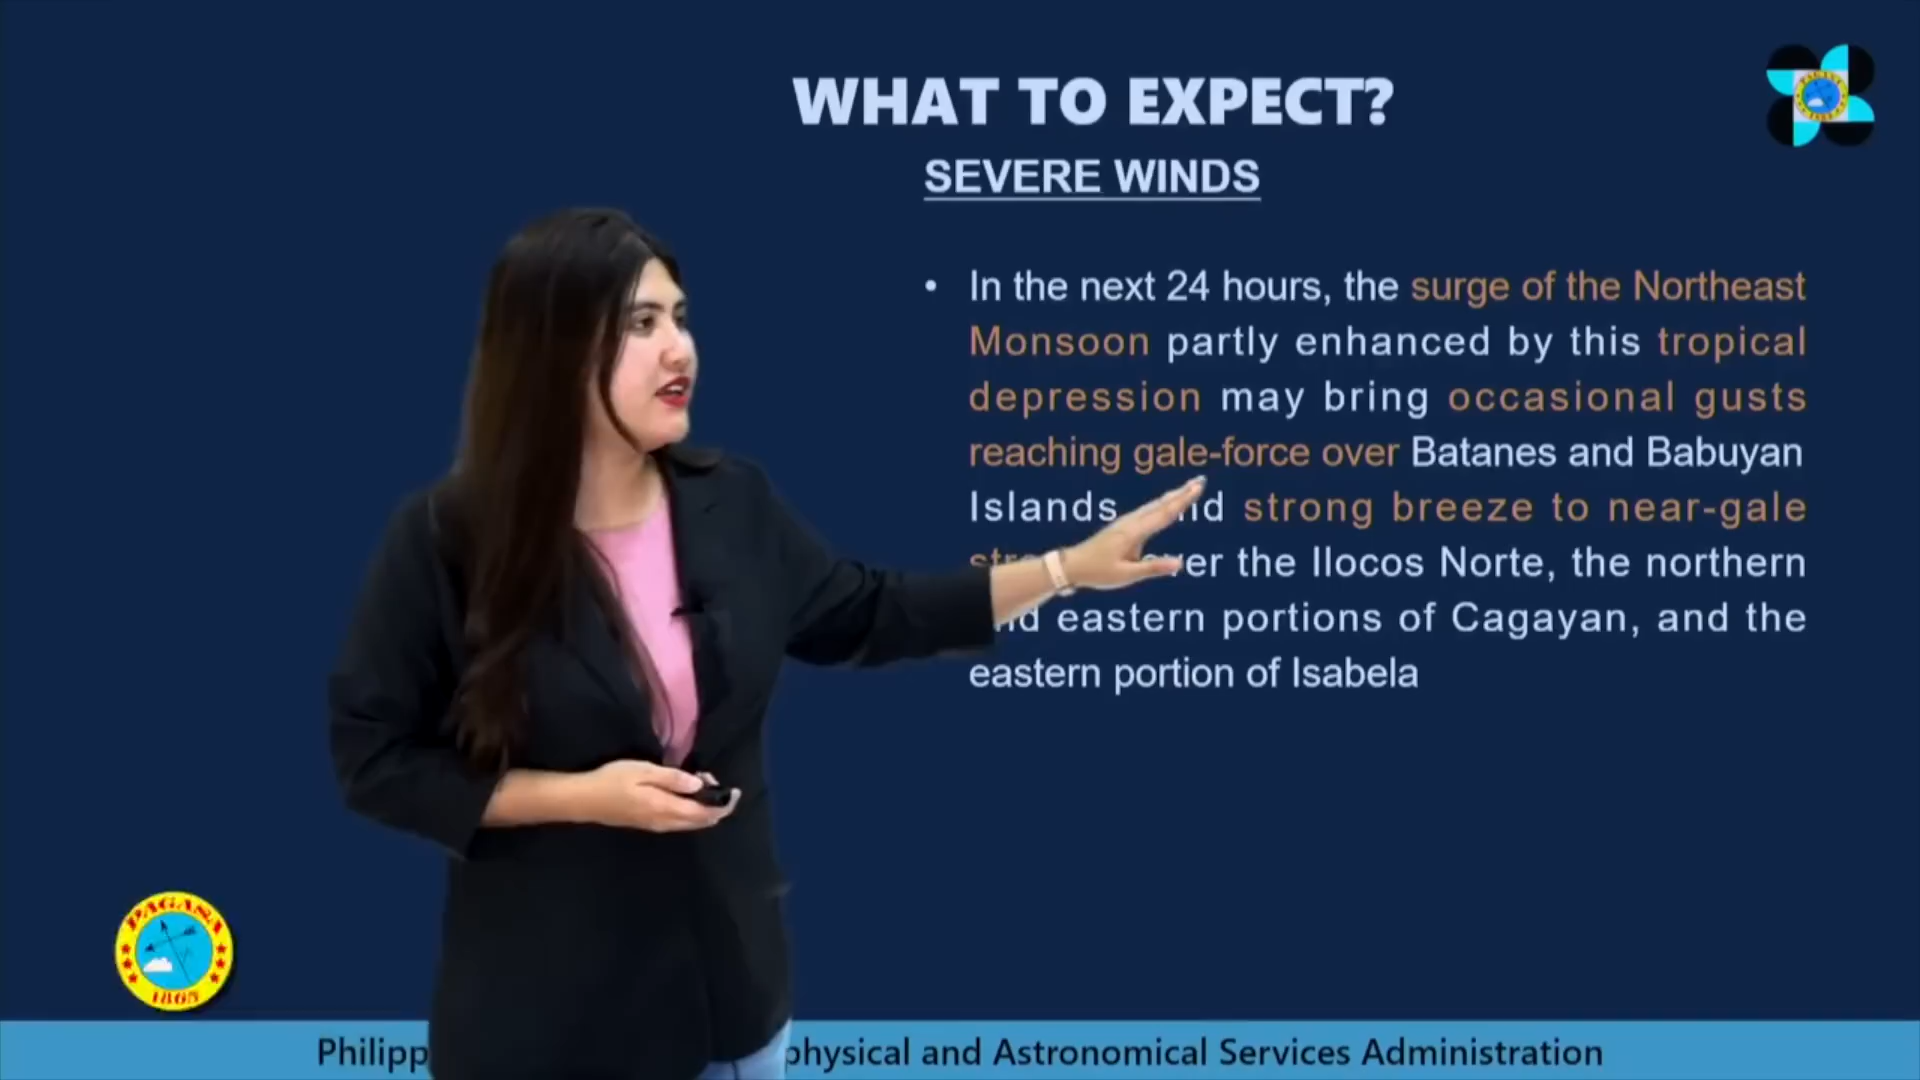 WHAT TO EXPECT?
SEVERE WINDS
• In the next 24 hours, the surge of the Northeast
Monsoon partly enhanced by this tropical
depression may bring occasional gusts
reaching gale-force over Batanes and Babuyan
Islands
strong breeze to near-gale
the Ilocos Norte, the northern
eastern portions of Cagayan, and the
eastern portion of Isabela
PAGASA
1865
and Astronomical Services Administration